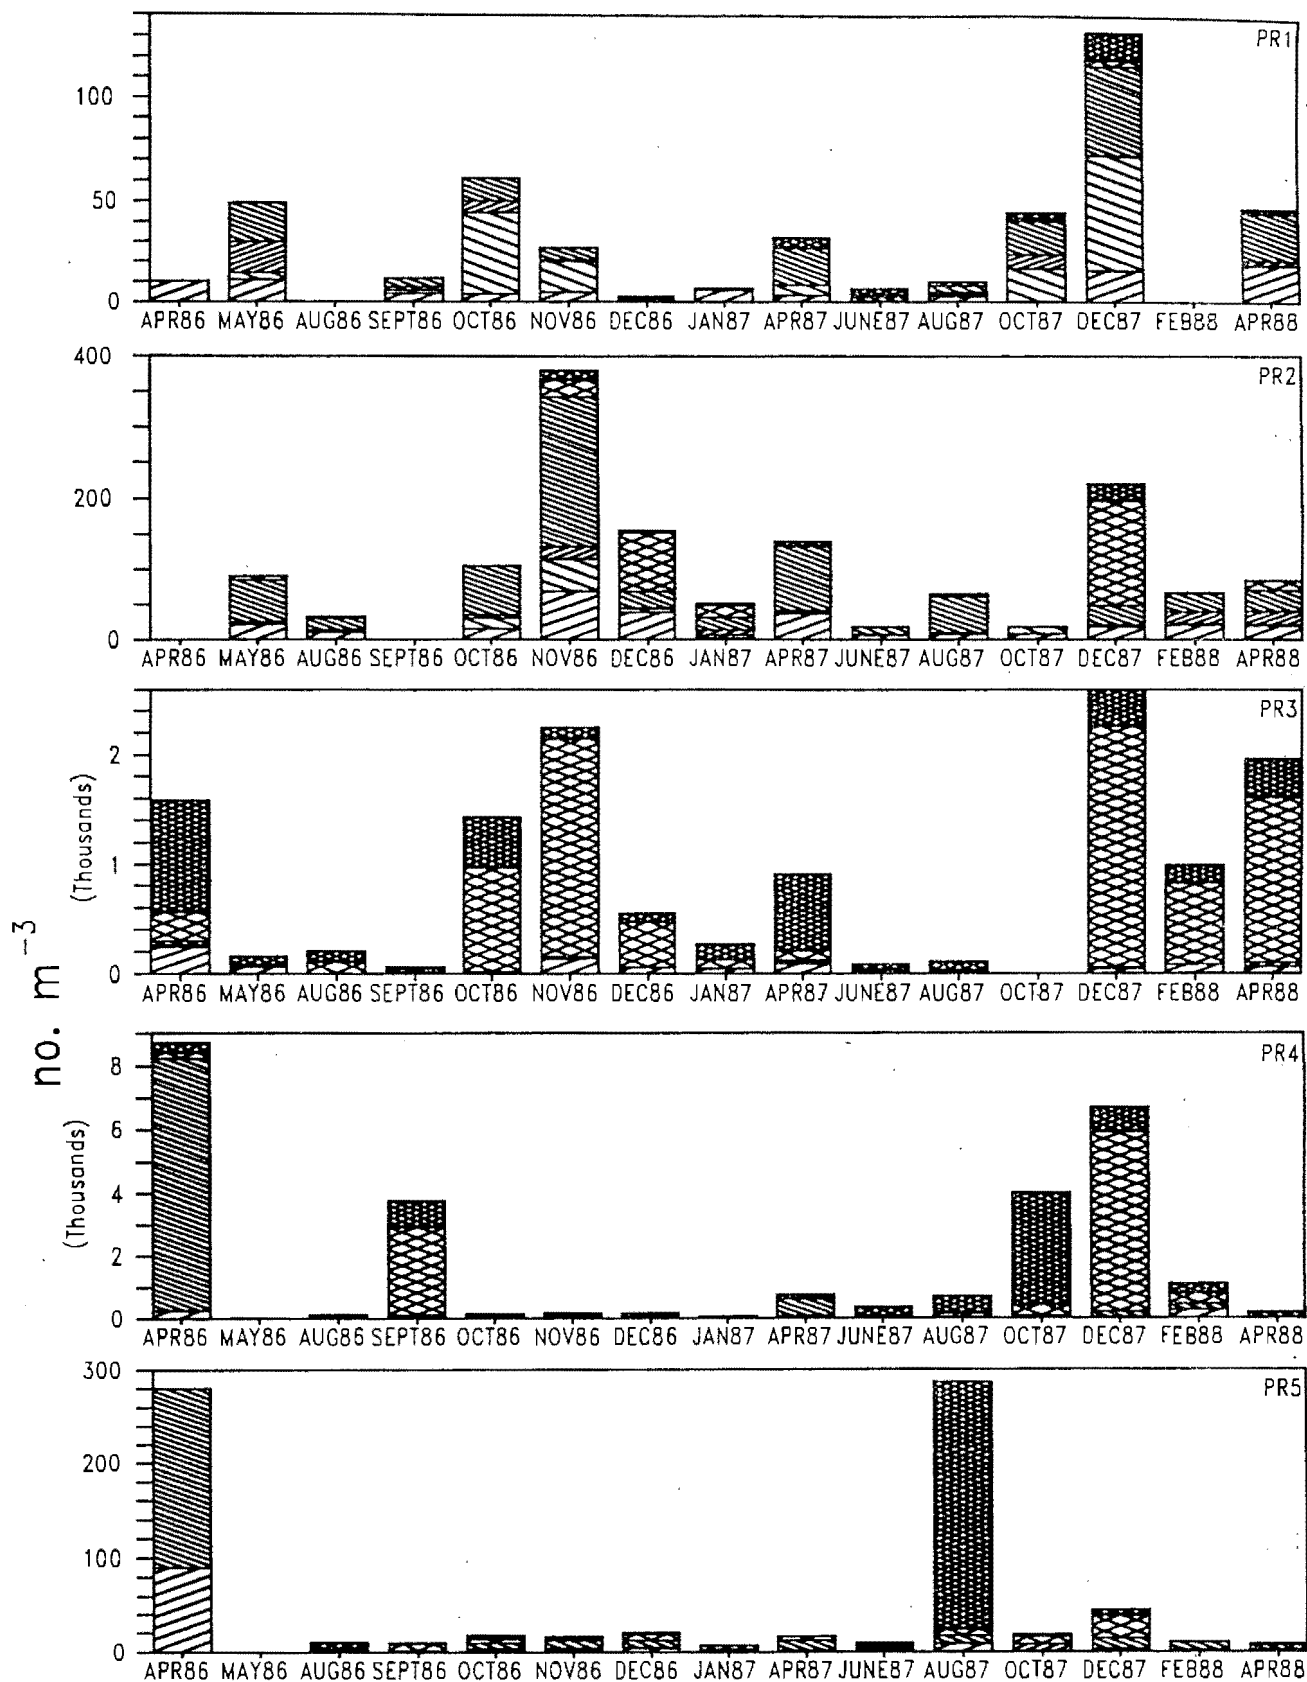 PR1
100
50
0
APR86 MAY86 AUG86 SEPT86 OCT86 NOV86 DEC86 JAN87 APR87 JUNE87 AUG87 OCT87 DEC87 FEB88 APR88
400
PR2
200
0
APR86 MAY86 AUG86 SEPT86 OCT86 NOV86 DEC86 JAN87 APR87 JUNE87 AUG87 OCT87 DEC87 FEB88 APR88
PR3
2
(Thousands)
1
0
APR86 MAY86 AUG86 SEPT86 OCT86 NOV86 DEC86 JAN87 APR87 JUNE87 AUG87 OCT87 DEC87 FEB88 APR88
no. m⁻³
PR4
8
6
(Thousands)
4
2
0
APR86 MAY86 AUG86 SEPT86 OCT86 NOV86 DEC86 JAN87 APR87 JUNE87 AUG87 OCT87 DEC87 FEB88 APR88
300
PR5
200
100
0
APR86 MAY86 AUG86 SEPT86 OCT86 NOV86 DEC86 JAN87 APR87 JUNE87 AUG87 OCT87 DEC87 FEB88 APR88